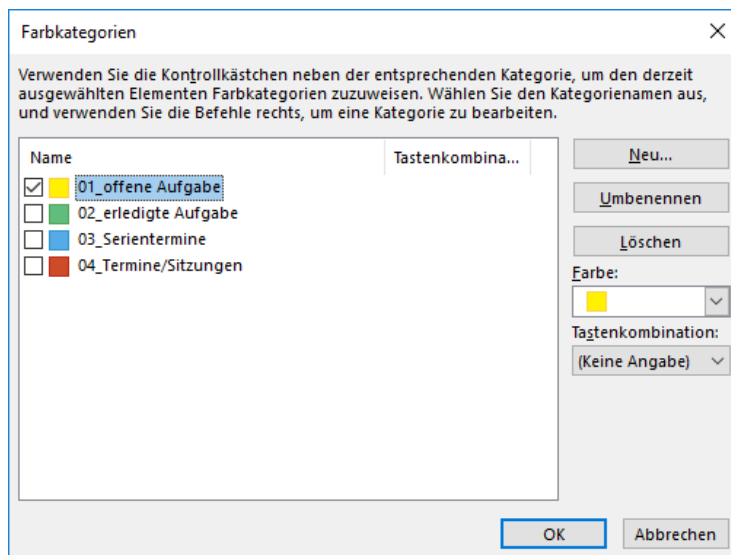 Farbkategorien
Verwenden Sie die Kontrollkästchen neben der entsprechenden Kategorie, um den derzeit
ausgewählten Elementen Farbkategorien zuzuweisen. Wählen Sie den Kategorienamen aus,
und verwenden Sie die Befehle rechts, um eine Kategorie zu bearbeiten.
Name Tastenkombina...
01_offene Aufgabe
02_erledigte Aufgabe
03_Serientermine
04_Termine/Sitzungen
Neu...
Umbenennen
Löschen
Farbe:
Tastenkombination:
(Keine Angabe)
OK Abbrechen